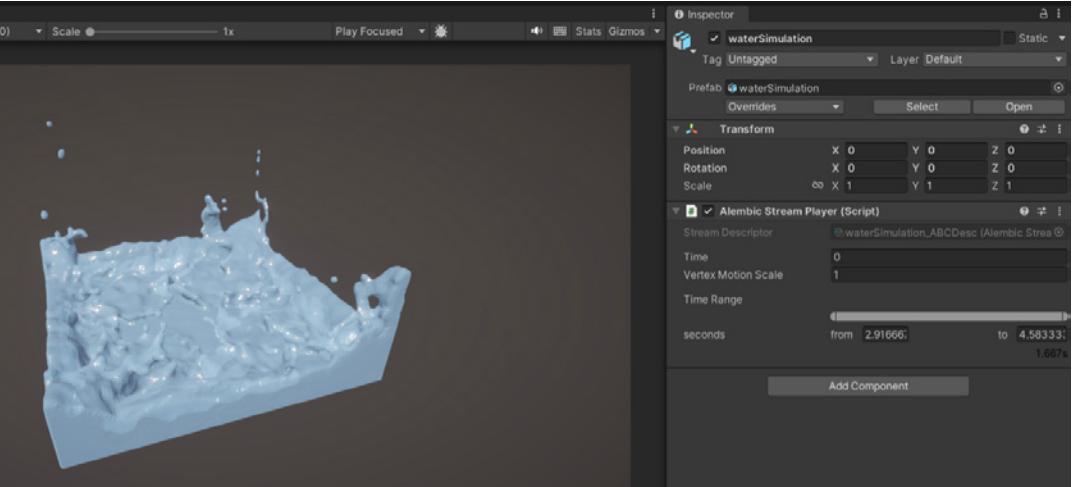 Inspector
0) Scale 1x Play Focused Stats Gizmos
waterSimulation Static
Tag Untagged Layer Default
Prefab waterSimulation
Overrides Select Open
Transform
Position X 0 Y 0 Z 0
Rotation X 0 Y 0 Z 0
Scale X 1 Y 1 Z 1
Alembic Stream Player (Script)
Stream Descriptor waterSimulation_ABCDesc (Alembic Strea
Time 0
Vertex Motion Scale 1
Time Range
seconds from 2.91666 to 4.58333
1.667s
Add Component